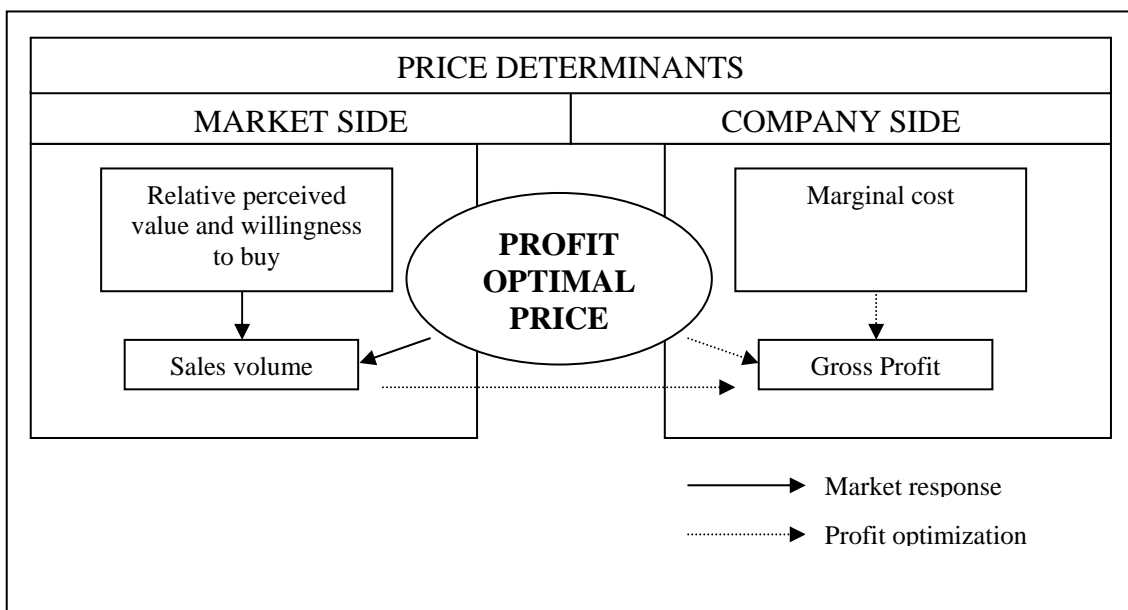 PRICE DETERMINANTS
MARKET SIDE
COMPANY SIDE
Relative perceived
value and willingness
to buy
Marginal cost
PROFIT
OPTIMAL
PRICE
Sales volume
Gross Profit
Market response
Profit optimization